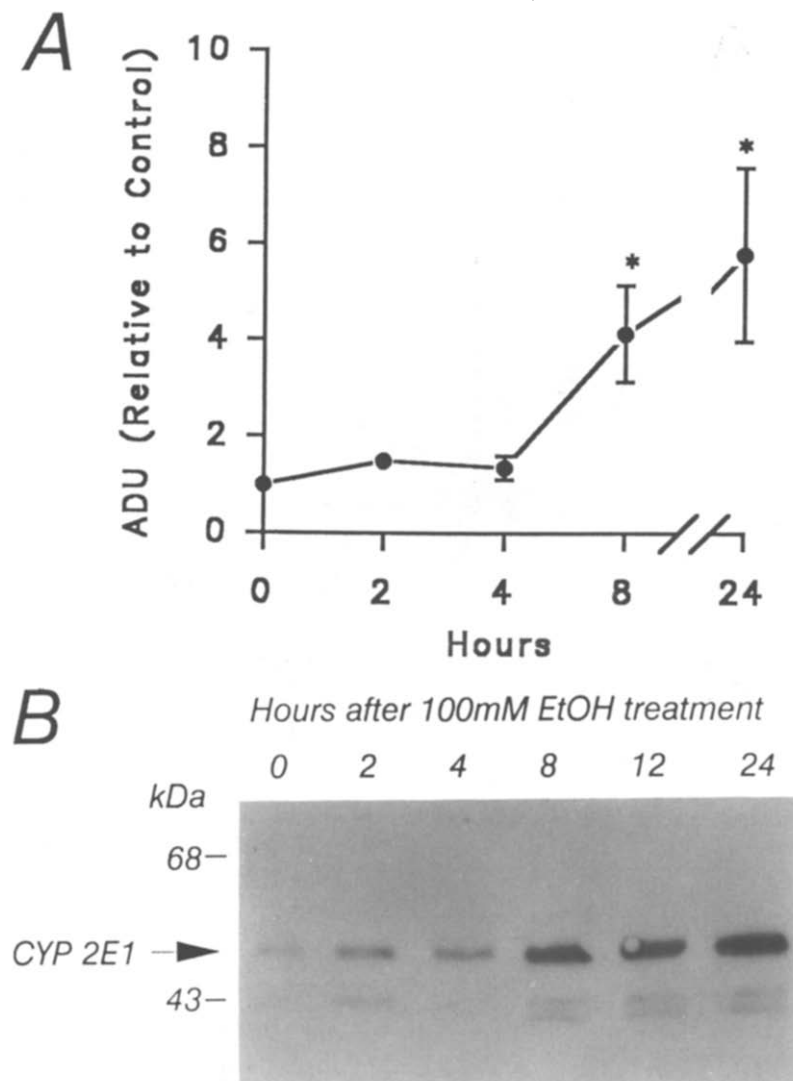 A
ADU (Relative to Control)
10
8
6
4
2
0
*
*
0 2 4 8 24
Hours
B
Hours after 100mM EtOH treatment
0 2 4 8 12 24
kDa
68
CYP 2E1
43